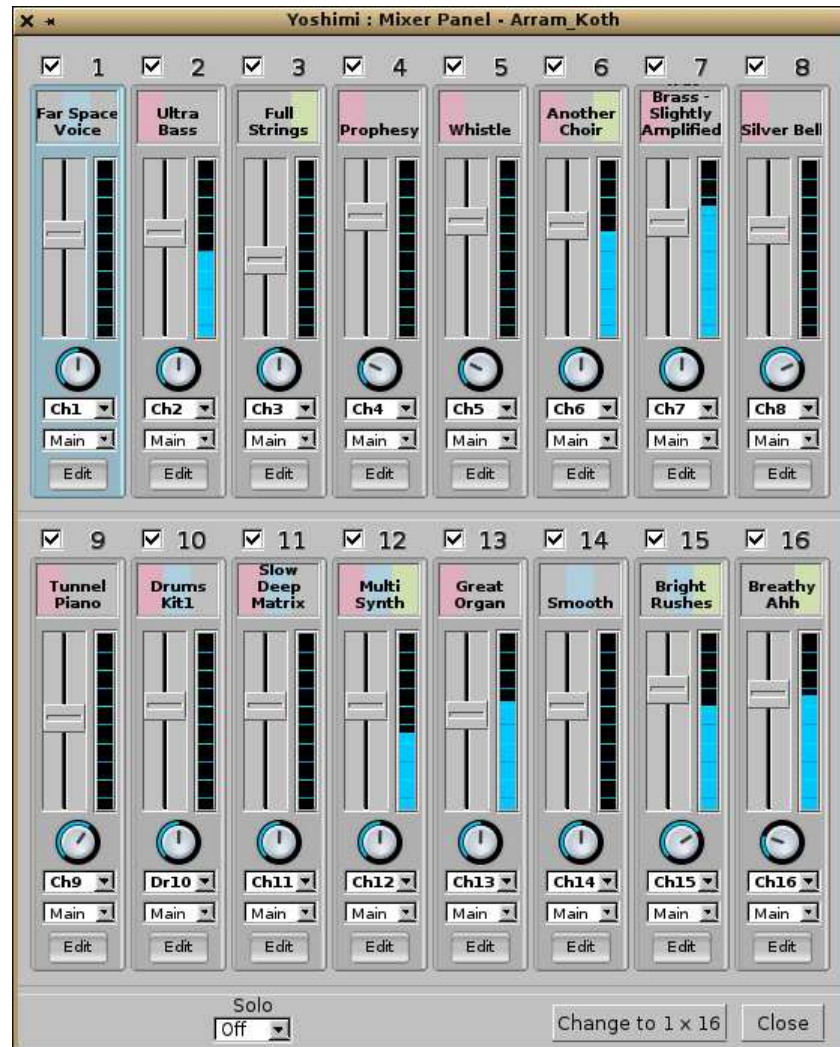 Yoshimi : Mixer Panel - Arram_Koth
1 2 3 4 5 6 7 8
Far Space
Voice
Ultra
Bass
Full
Strings
Prophesy
Whistle
Another
Choir
Brass -
Slightly
Amplified
Silver Bell
Ch1 Ch2 Ch3 Ch4 Ch5 Ch6 Ch7 Ch8
Main Main Main Main Main Main Main Main
Edit Edit Edit Edit Edit Edit Edit Edit
9 10 11 12 13 14 15 16
Tunnel
Piano
Drums
Kit1
Slow
Deep
Matrix
Multi
Synth
Great
Organ
Smooth
Bright
Rushes
Breathy
Ahh
Ch9 Dr10 Ch11 Ch12 Ch13 Ch14 Ch15 Ch16
Main Main Main Main Main Main Main Main
Edit Edit Edit Edit Edit Edit Edit Edit
Solo
Off
Change to 1 x 16
Close